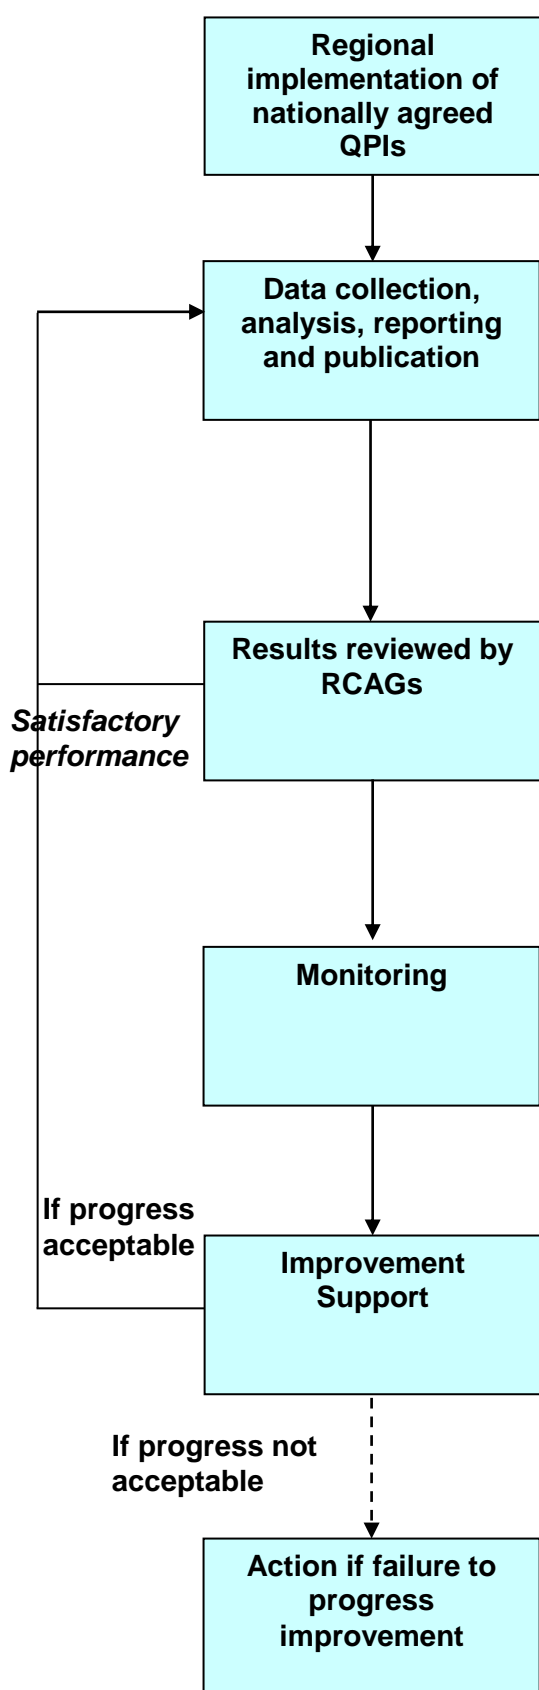 Regional
implementation of
nationally agreed
QPIs
Data collection,
analysis, reporting
and publication
Results reviewed by
RCAGs
Satisfactory
performance
Monitoring
If progress
acceptable
Improvement
Support
If progress not
acceptable
Action if failure to
progress
improvement